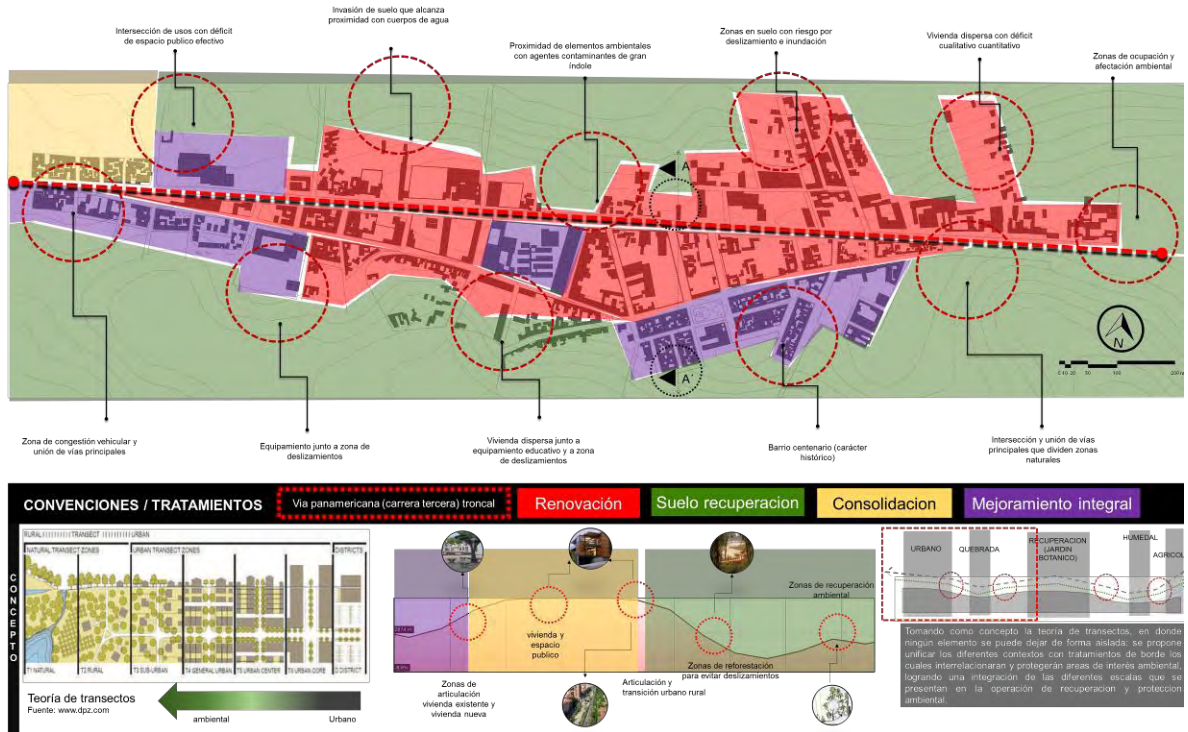 Intersección de usos con déficit
de espacio publico efectivo
Invasión de suelo que alcanza
proximidad con cuerpos de agua
Proximidad de elementos ambientales
con agentes contaminantes de gran
índole
Zonas en suelo con riesgo por
deslizamiento e inundación
Vivienda dispersa con déficit
cualitativo cuantitativo
Zonas de ocupación y
afectación ambiental
A
A'
N
Zona de congestión vehicular y
unión de vías principales
Equipamiento junto a zona de
deslizamientos
Vivienda dispersa junto a
equipamiento educativo y a zona
de deslizamientos
Barrio centenario (carácter
histórico)
Intersección y unión de vías
principales que dividen zonas
naturales
CONVENCIONES / TRATAMIENTOS
Via panamericana (carrera tercera) troncal
Renovación
Suelo recuperacion
Consolidacion
Mejoramiento integral
CONCEPTO
RURAL TRANSECT URBAN
NATURAL TRANSECT ZONES
URBAN TRANSECT ZONES
DISTRICTS
T1 NATURAL
T2 RURAL
T3 SUB-URBAN
T4 GENERAL URBAN
T5 URBAN CENTER
T6 URBAN CORE
DISTRICT
Teoría de transectos
Fuente: www.dpz.com
ambiental
Urbano
vivienda y
espacio
publico
Zonas de recuperación
ambiental
Zonas de reforestación
para evitar deslizamientos
Zonas de
articulación
vivienda existente y
vivienda nueva
Articulación y
transición urbano rural
URBANO
QUEBRADA
RECUPERACION
(JARDIN
BOTANICO)
HUMEDAL
AGRICOL
Tomando como concepto la teoría de transectos, en donde
ningún elemento se puede dejar de forma aislada; se propone
unificar los diferentes contextos con tratamientos de borde los
cuales interrelacionaran y protegerán areas de interés ambiental,
logrando una integración de las diferentes escalas que se
presentan en la operación de recuperacion y proteccion
ambiental.